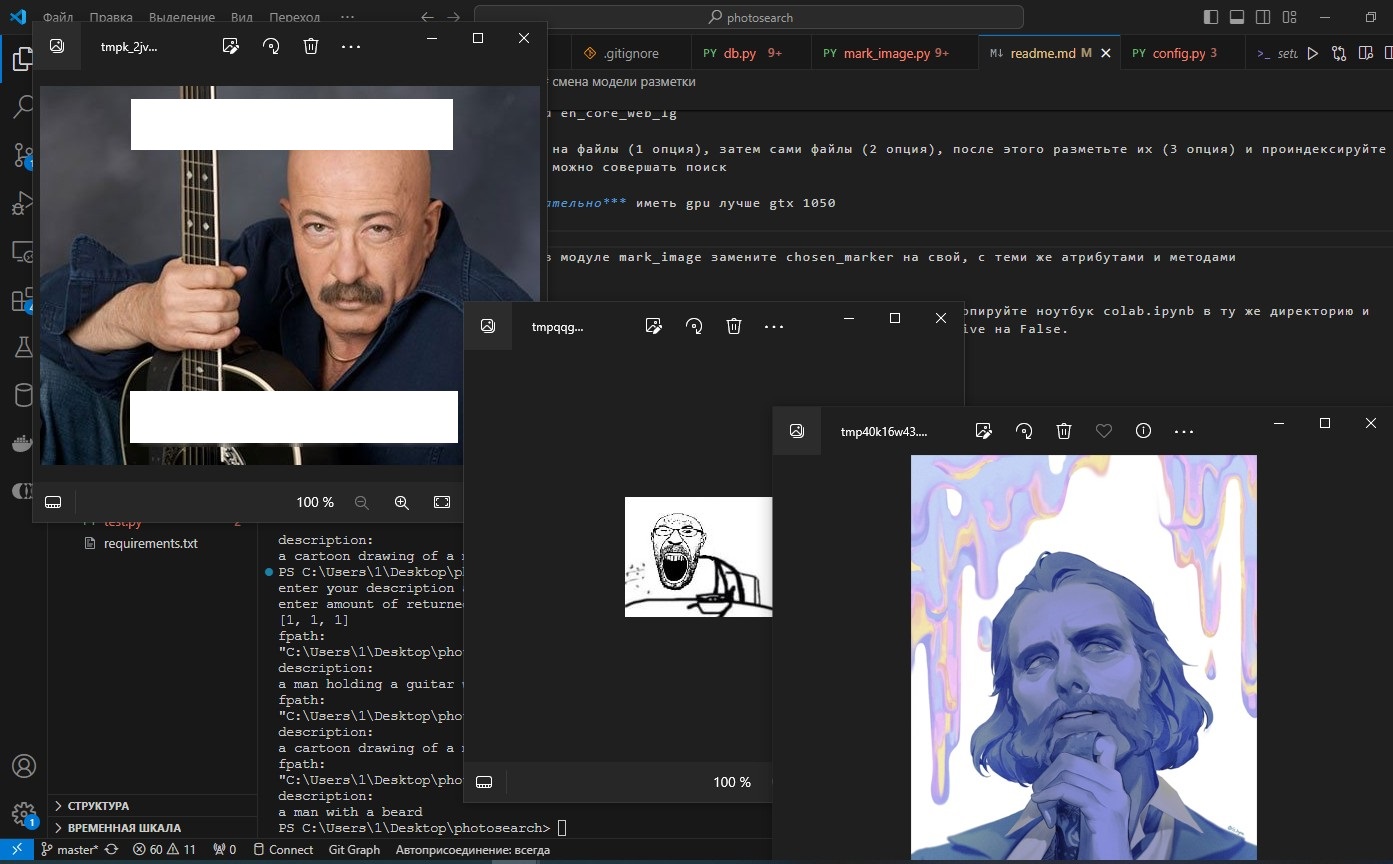 Файл Правка Выделение Вид Переход ···
photosearch
tmpk_2jv...
.gitignore
PY db.py 9+
PY mark_image.py 9+
M↓ readme.md M
PY config.py 3
смена модели разметки
en_core_web_lg
на файлы (1 опция), затем сами файлы (2 опция), после этого разметьте их (3 опция) и проиндексируйте
можно совершать поиск
*** иметь gpu лучше gtx 1050
в модуле mark_image замените chosen_marker на свой, с теми же атрибутами и методами
ноутбук colab.ipynb в ту же директорию и
на False.
tmpqqg...
tmp40k16w43....
100 %
test.py 2
requirements.txt
description:
a cartoon drawing of a
PS C:\Users\1\Desktop\
enter your description
enter amount of returne
[1, 1, 1]
fpath:
"C:\Users\1\Desktop\pho
description:
a man holding a guitar
fpath:
"C:\Users\1\Desktop\pho
description:
a cartoon drawing of a
fpath:
"C:\Users\1\Desktop\pho
description:
a man with a beard
PS C:\Users\1\Desktop\photosearch>
100 %
СТРУКТУРА
ВРЕМЕННАЯ ШКАЛА
1
master* 60 11 0 Connect Git Graph Автоприсоединение: всегда